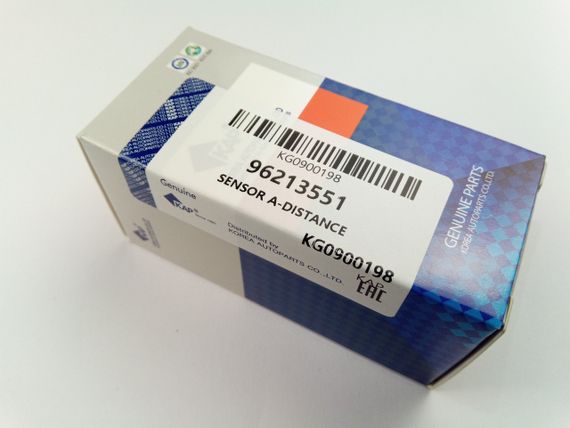 KG0900198
96213551
SENSOR A-DISTANCE
KG0900198
KAP
EAC
Genuine
KAP
Distributed by
KOREA AUTOPARTS CO.,LTD.
GENUINE PARTS
KOREA AUTOPARTS CO.,LTD.